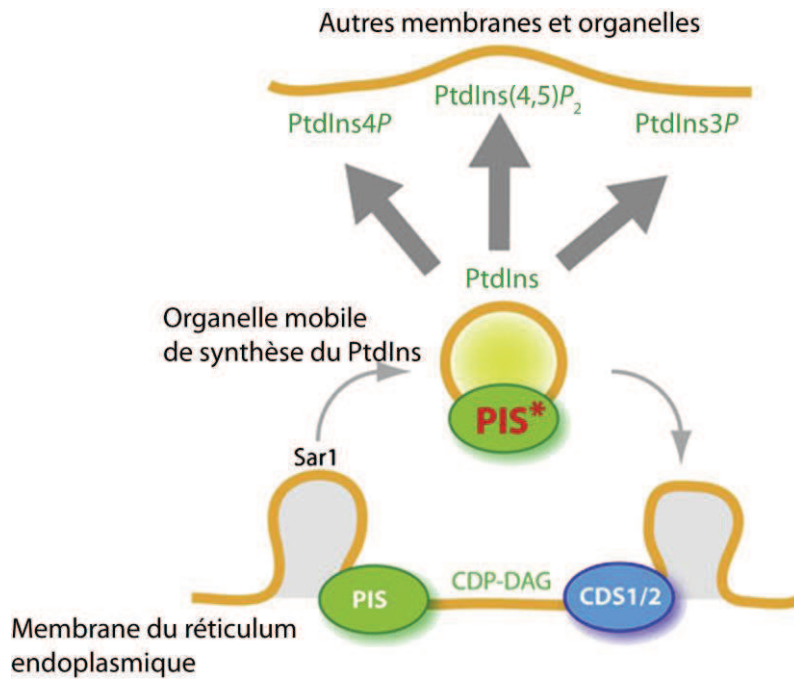 Autres membranes et organelles
PtdIns4P
PtdIns(4,5)P₂
PtdIns3P
PtdIns
Organelle mobile
de synthèse du PtdIns
PIS*
Sar1
PIS
CDP-DAG
CDS1/2
Membrane du réticulum
endoplasmique